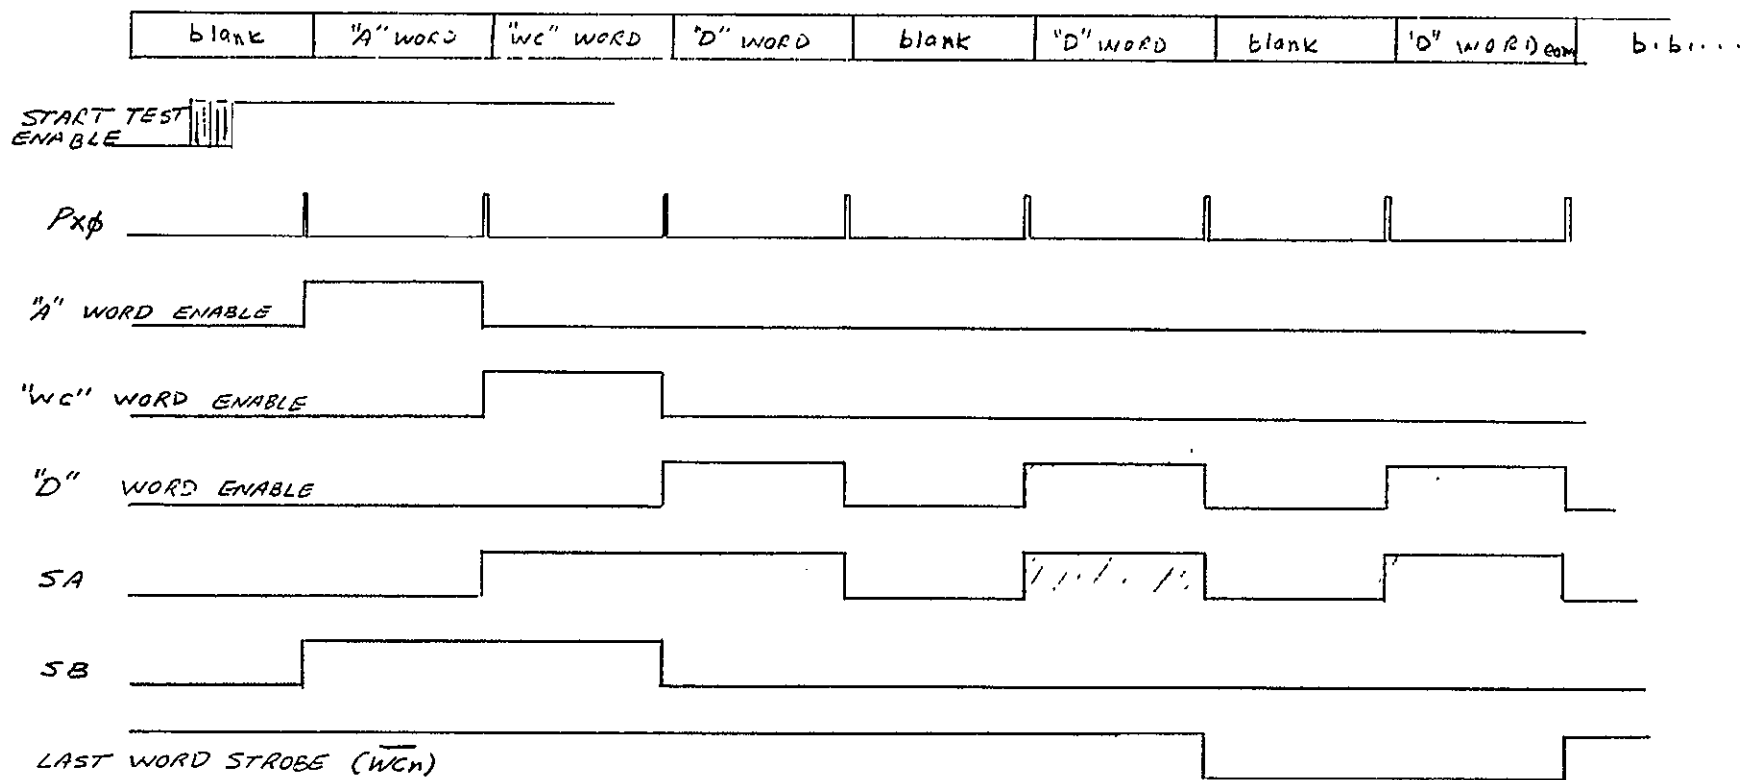 blank "A" WORD "WC" WORD "D" WORD blank "D" WORD blank "D" WORD eom b.b....
START TEST
ENABLE
PXφ
"A" WORD ENABLE
"WC" WORD ENABLE
"D" WORD ENABLE
SA
SB
LAST WORD STROBE (W̅C̅n)